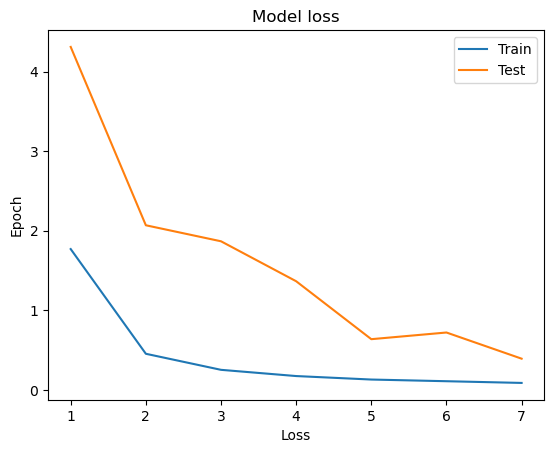 Model loss
Train
Test
Epoch
4
3
2
1
0
1 2 3 4 5 6 7
Loss